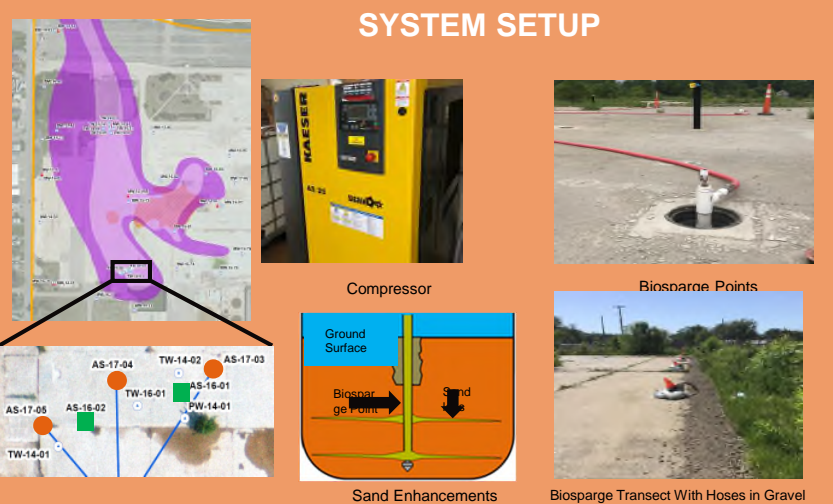 SYSTEM SETUP
KAESER
AS 25
Compressor
Biosparge Points
AS-17-04
TW-14-02
AS-17-03
AS-16-01
TW-16-01
PW-14-01
AS-17-05
AS-16-02
TW-14-01
Ground
Surface
Biospar
ge Point
Sand
Sand Enhancements
Biosparge Transect With Hoses in Gravel